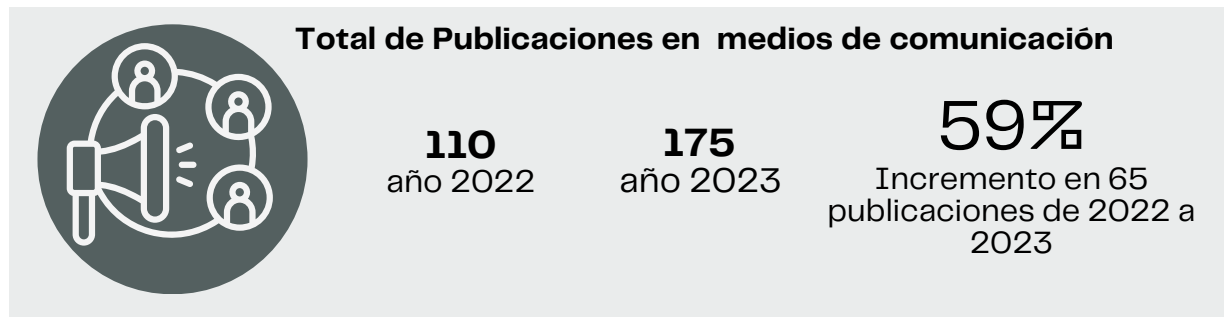 Total de Publicaciones en medios de comunicación
110
año 2022
175
año 2023
59%
Incremento en 65
publicaciones de 2022 a
2023